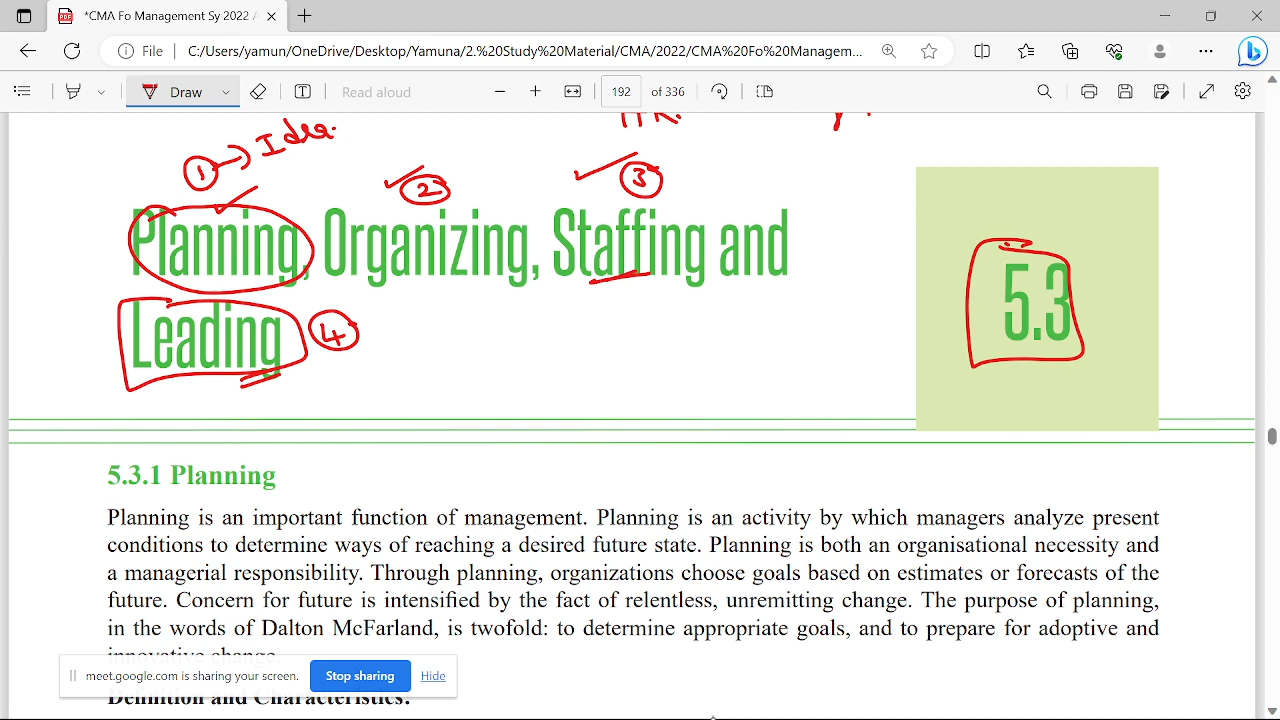 *CMA Fo Management Sy 2022 A
File C:/Users/yamun/OneDrive/Desktop/Yamuna/2.%20Study%20Material/CMA/2022/CMA%20Fo%20Managem...
Draw Read aloud 192 of 336
HR.
① → Idea.
② ③
Planning, Organizing, Staffing and
Leading ④
5.3
5.3.1 Planning
Planning is an important function of management. Planning is an activity by which managers analyze present
conditions to determine ways of reaching a desired future state. Planning is both an organisational necessity and
a managerial responsibility. Through planning, organizations choose goals based on estimates or forecasts of the
future. Concern for future is intensified by the fact of relentless, unremitting change. The purpose of planning,
in the words of Dalton McFarland, is twofold: to determine appropriate goals, and to prepare for adoptive and
innovative change.
meet.google.com is sharing your screen. Stop sharing Hide
Definition and Characteristics: